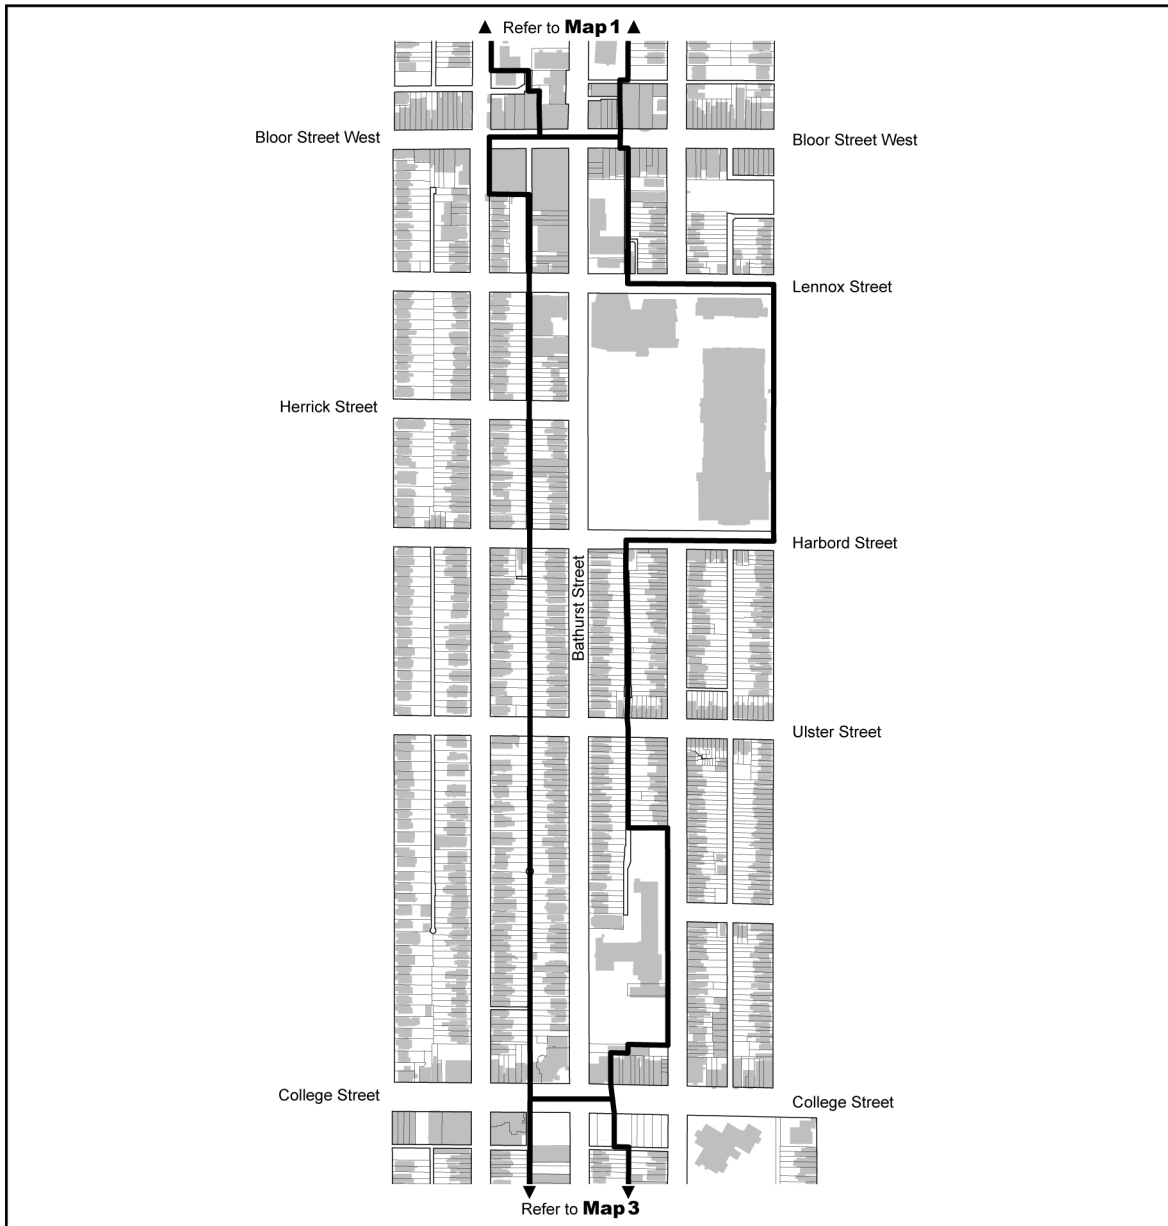 ▲ Refer to Map 1 ▲
Bloor Street West
Bloor Street West
Lennox Street
Herrick Street
Harbord Street
Bathurst Street
Ulster Street
College Street
College Street
▼ Refer to Map 3 ▼